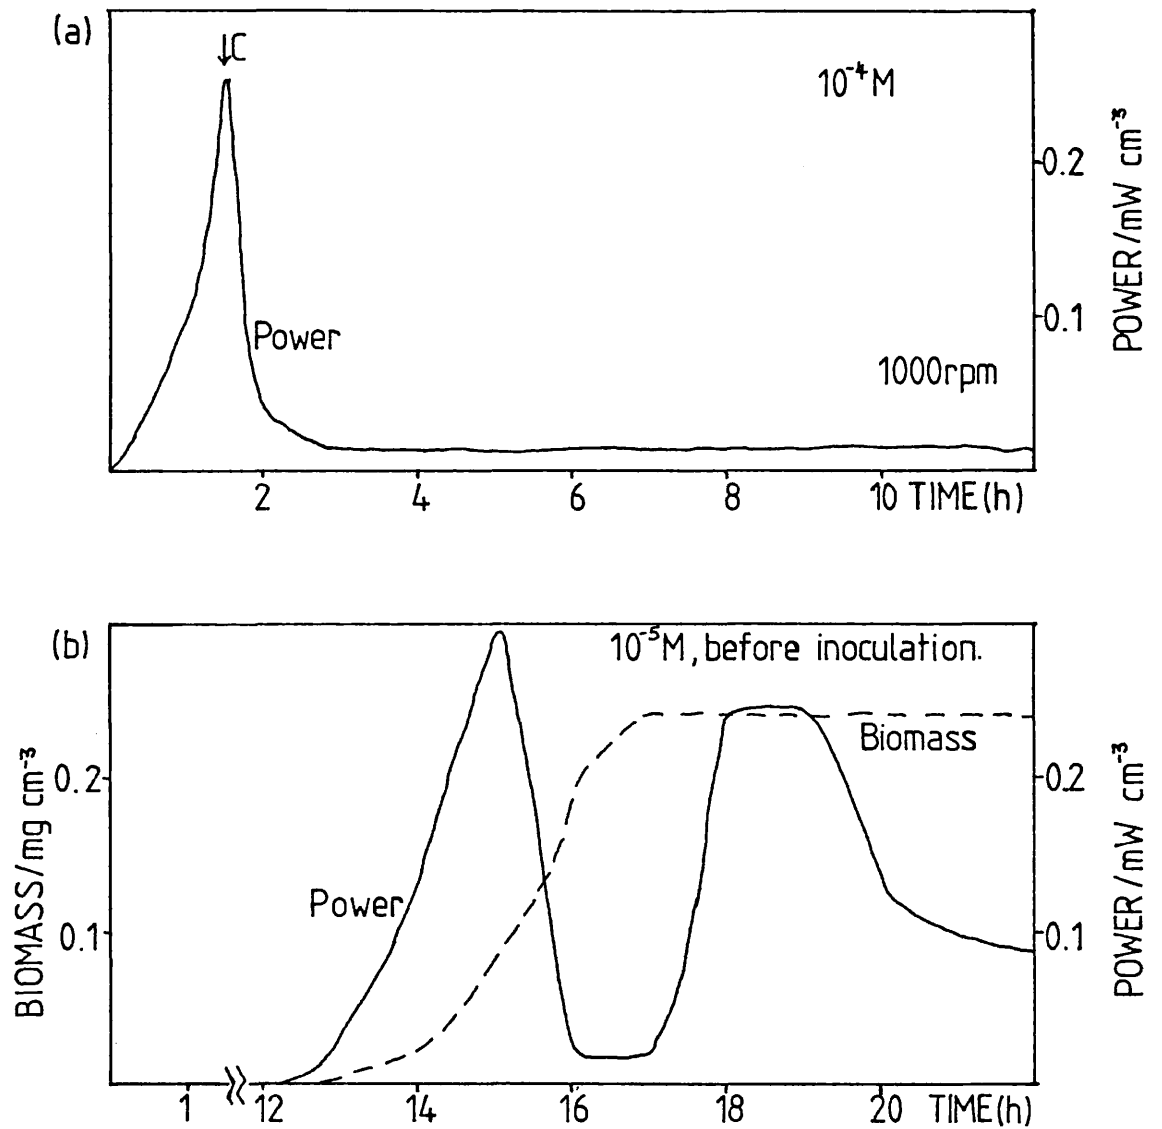 (a)
↓C
10⁻⁴M
0.2
POWER/mW cm⁻³
0.1
Power
1000rpm
2 4 6 8 10 TIME(h)
(b)
10⁻⁵M, before inoculation.
Biomass
BIOMASS/mg cm⁻³
0.2
0.2
Power
0.1
0.1
POWER/mW cm⁻³
1 12 14 16 18 20 TIME(h)